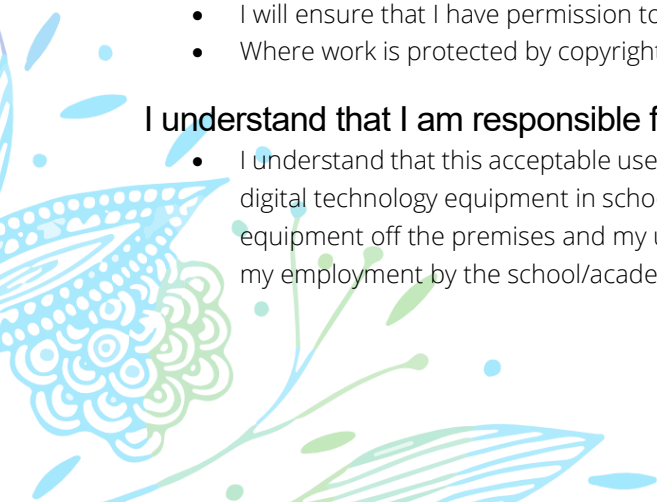 • I will ensure that I have permission to
• Where work is protected by copyright
I understand that I am responsible f
• I understand that this acceptable use
digital technology equipment in scho
equipment off the premises and my u
my employment by the school/acade